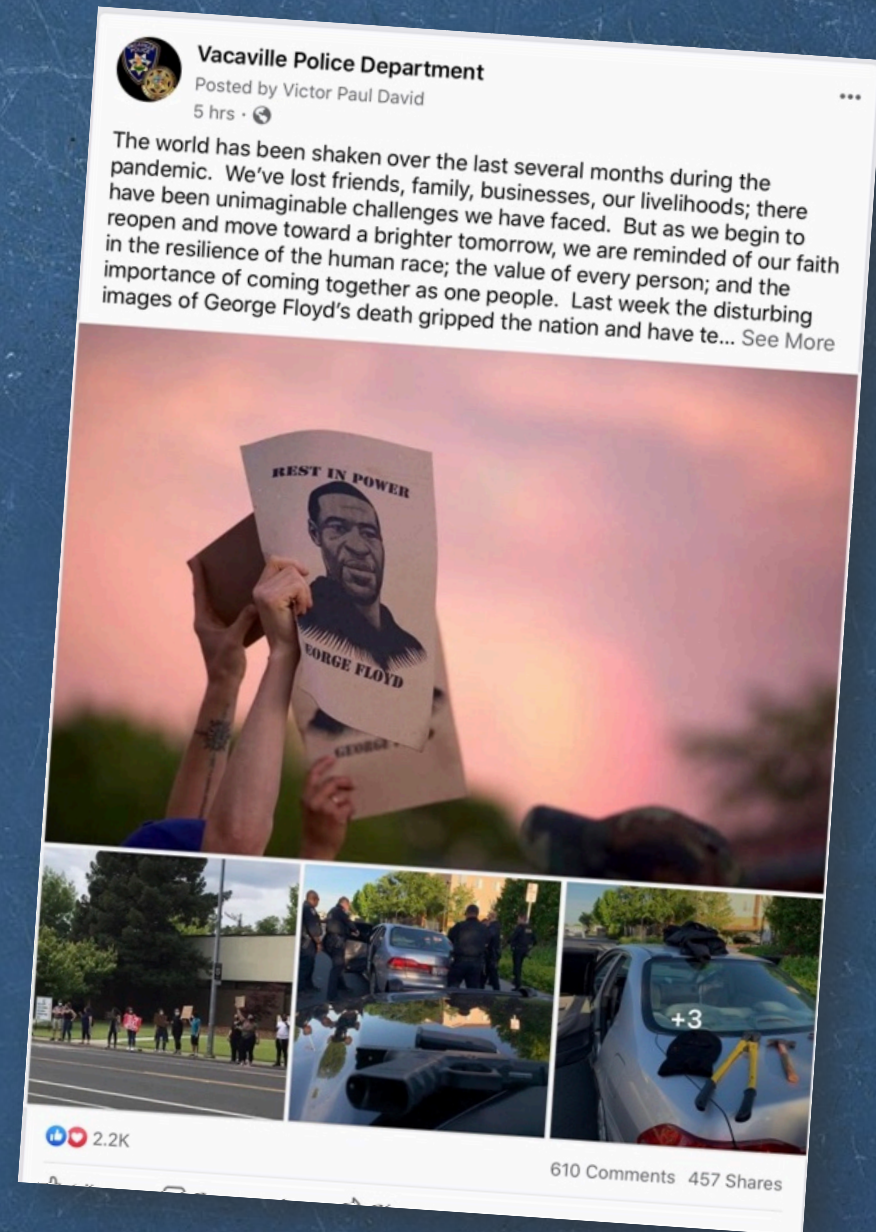 Vacaville Police Department
Posted by Victor Paul David
5 hrs ·
The world has been shaken over the last several months during the
pandemic.  We've lost friends, family, businesses, our livelihoods; there
have been unimaginable challenges we have faced.  But as we begin to
reopen and move toward a brighter tomorrow, we are reminded of our faith
in the resilience of the human race; the value of every person; and the
importance of coming together as one people.  Last week the disturbing
images of George Floyd's death gripped the nation and have te... See More
REST IN POWER
EORGE FLOYD
GEORGE
+3
2.2K
610 Comments 457 Shares